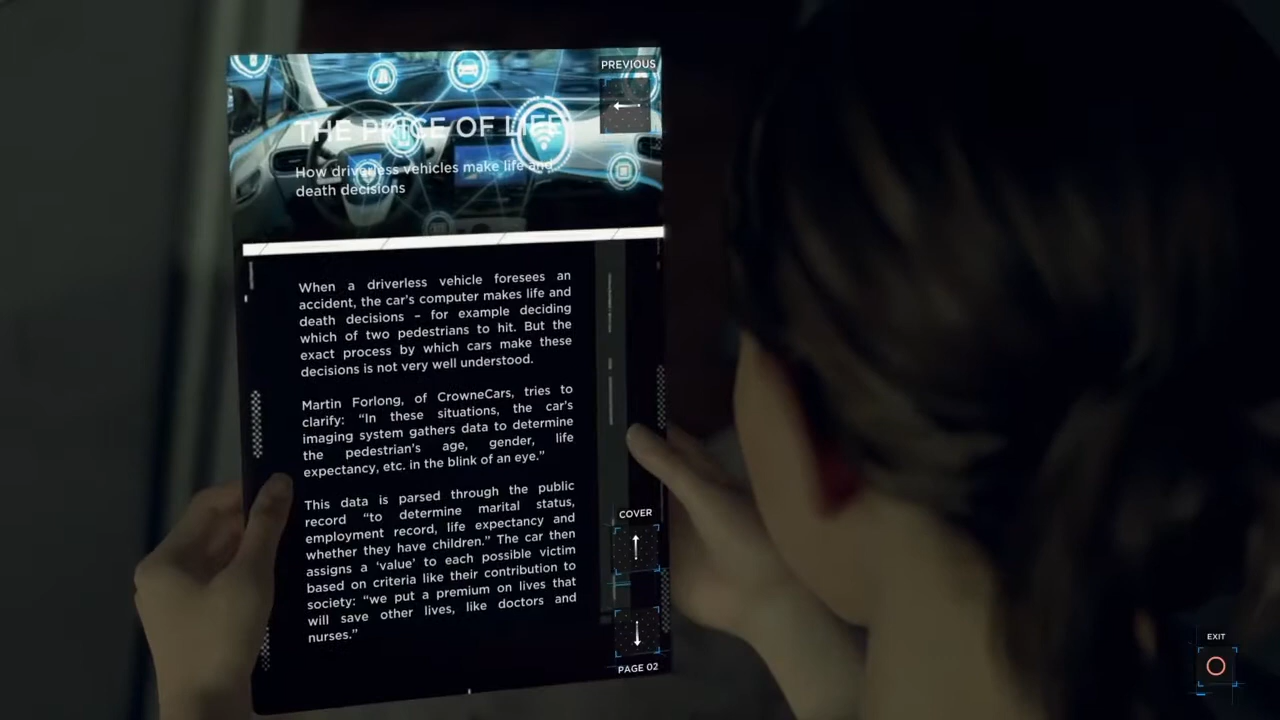 PREVIOUS
THE PRICE OF LIFE
How driverless vehicles make life and
death decisions
When a driverless vehicle foresees an
accident, the car's computer makes life and
death decisions – for example deciding
which of two pedestrians to hit. But the
exact process by which cars make these
decisions is not very well understood.
Martin Forlong, of CrowneCars, tries to
clarify: “In these situations, the car's
imaging system gathers data to determine
the pedestrian's age, gender, life
expectancy, etc. in the blink of an eye.”
This data is parsed through the public
record “to determine marital status,
employment record, life expectancy and
whether they have children.” The car then
assigns a ‘value’ to each possible victim
based on criteria like their contribution to
society: “we put a premium on lives that
will save other lives, like doctors and
nurses.”
COVER
PAGE 02
EXIT